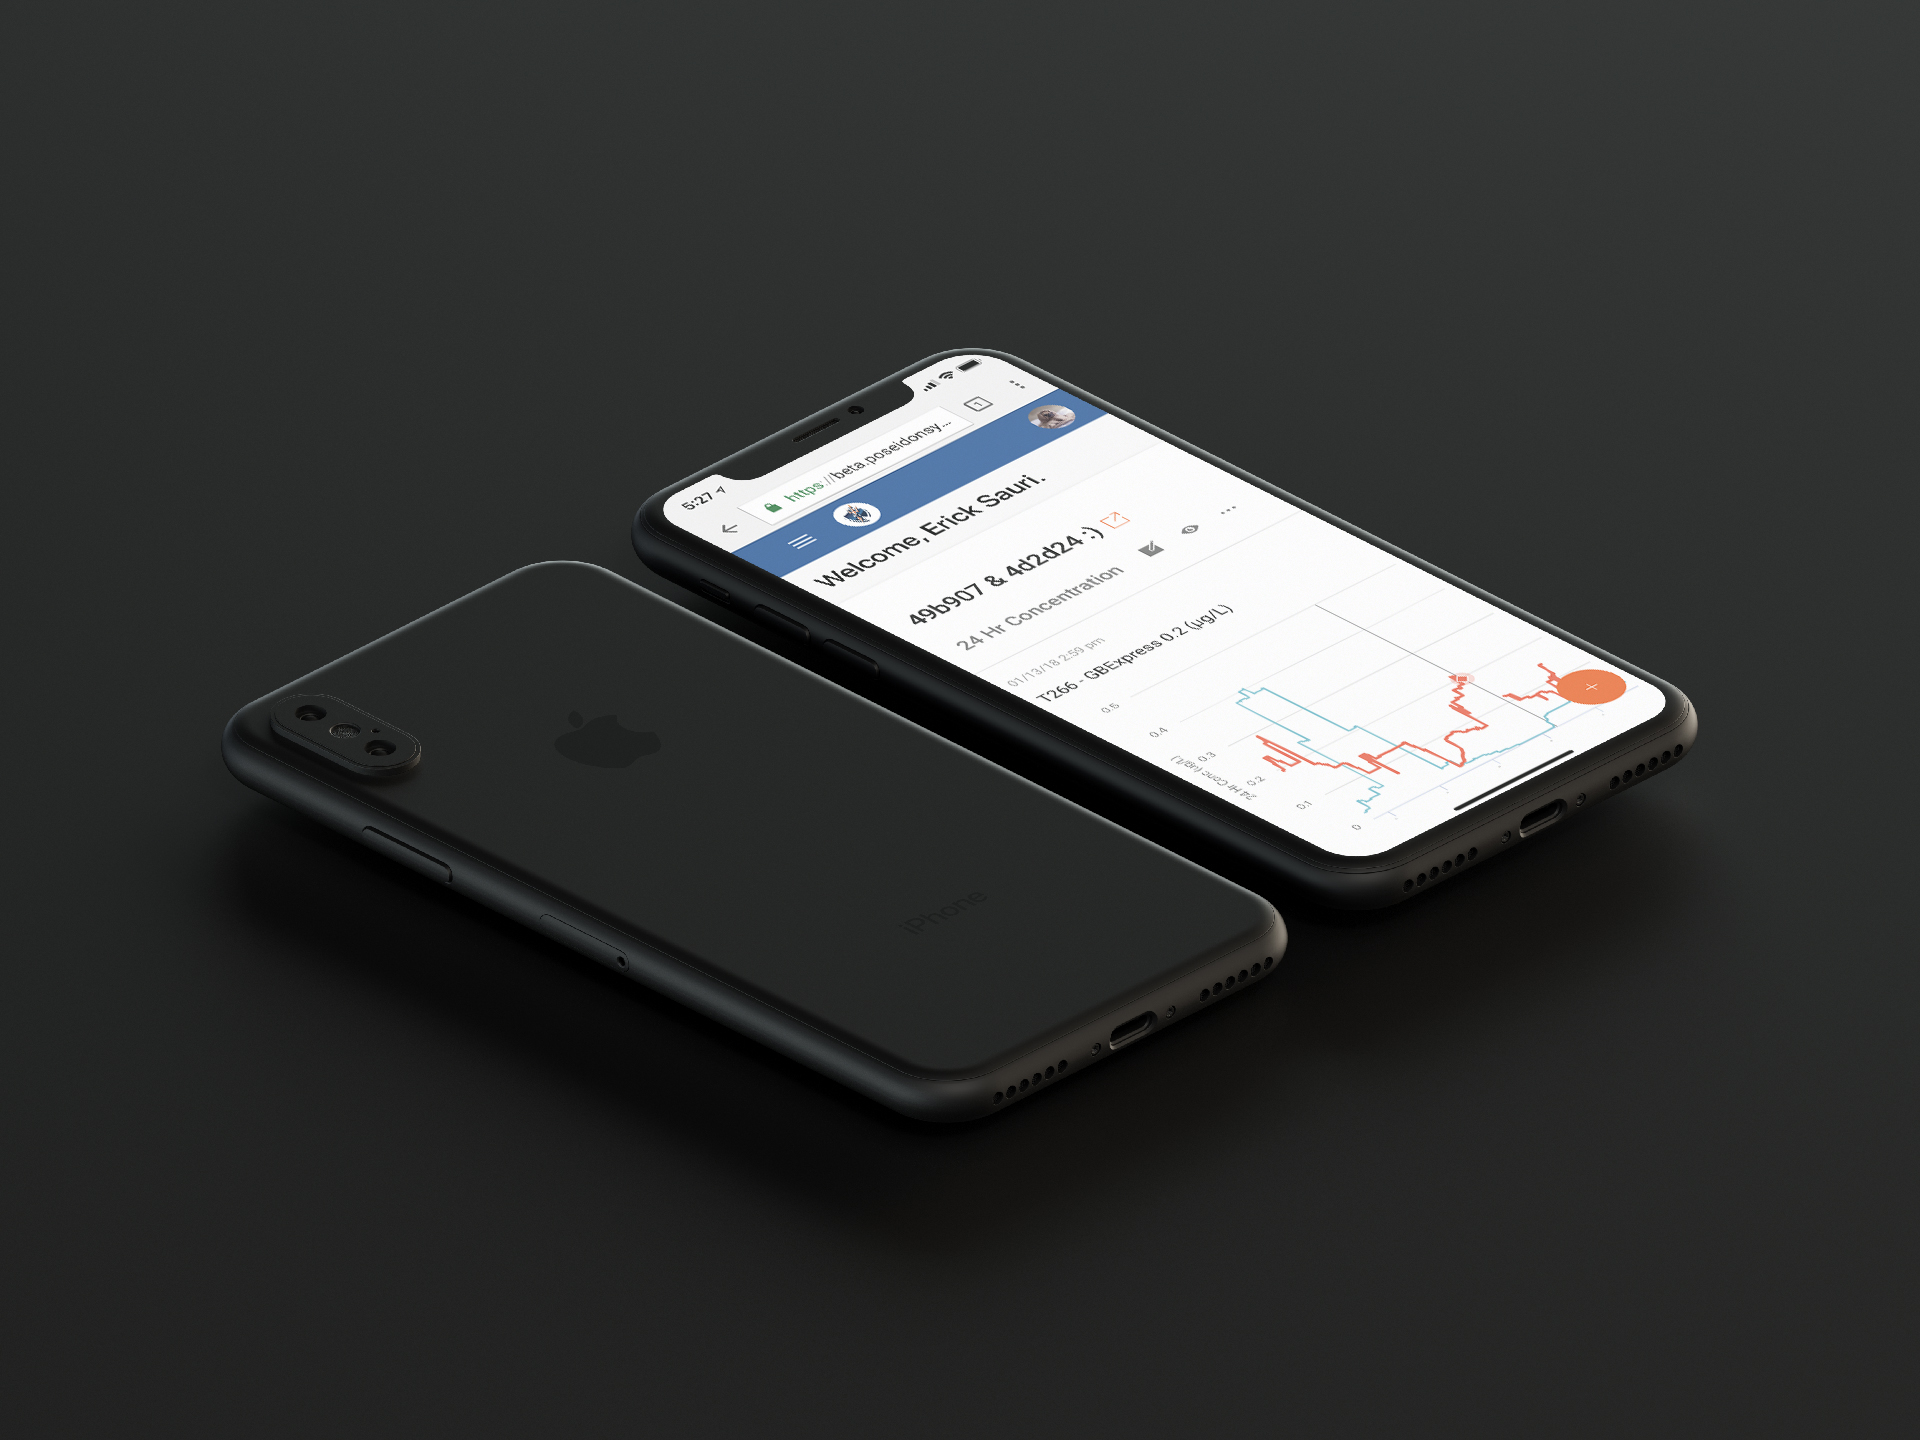 5:27
https://beta.poseidonsy...
1
Welcome, Erick Sauri.
49b907 & 4d2d24 :)
24 Hr Concentration
01/13/18 2:59 pm
T266 - GBExpress 0.2 (µg/L)
0.5
0.4
0.3
0.2
0.1
0
24 Hr Conc (µg/L)
iPhone